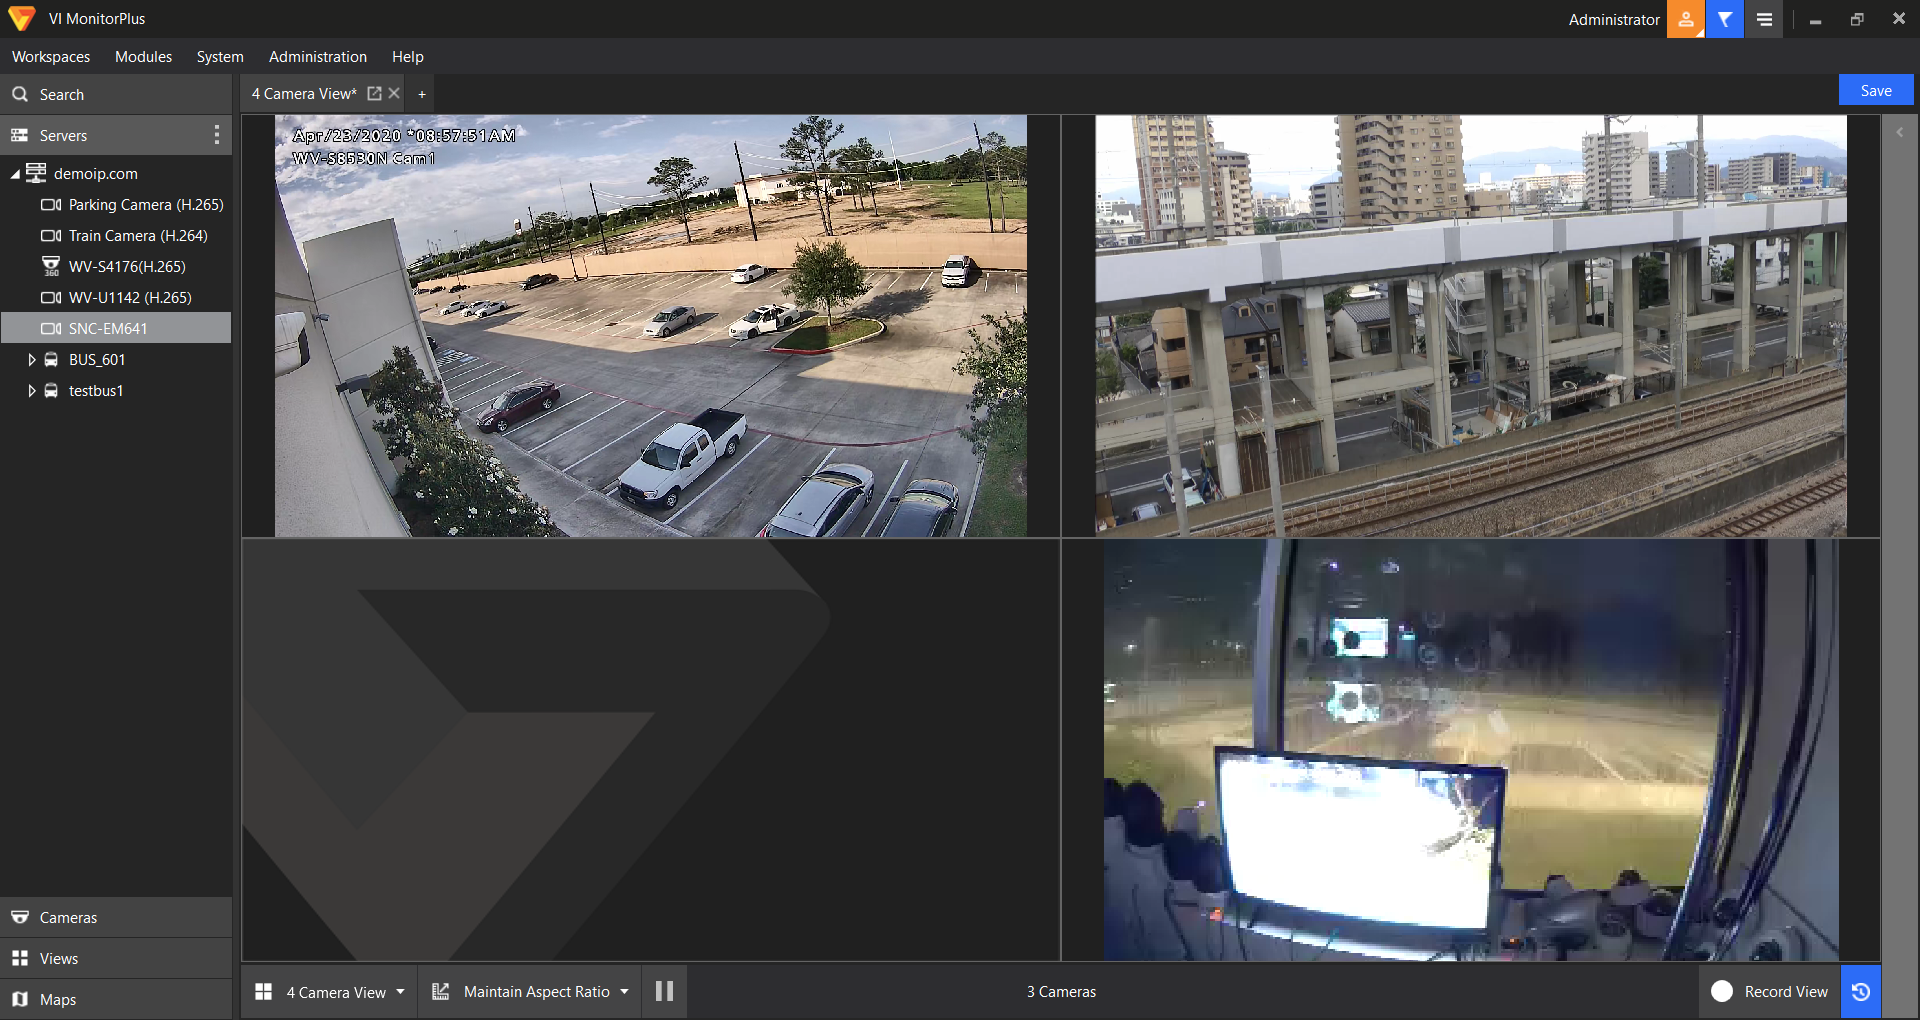 VI MonitorPlus
Administrator
Workspaces Modules System Administration Help
Search
4 Camera View* +
Save
Servers
demoip.com
Parking Camera (H.265)
Train Camera (H.264)
360 WV-S4176(H.265)
WV-U1142 (H.265)
SNC-EM641
BUS_601
testbus1
Apr/23/2020 *08:57:51AM
WV-S8530N Cam1
Cameras
Views
Maps
4 Camera View
Maintain Aspect Ratio
3 Cameras
Record View